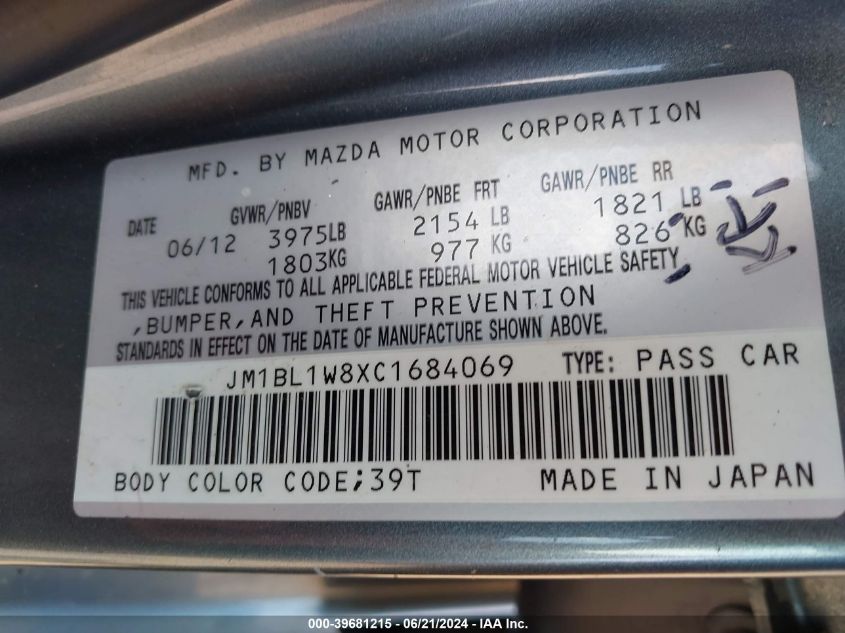 MFD. BY MAZDA MOTOR CORPORATION
DATE GVWR/PNBV GAWR/PNBE FRT GAWR/PNBE RR
06/12 3975LB 2154 LB 1821 LB
1803KG 977 KG 826 KG
THIS VEHICLE CONFORMS TO ALL APPLICABLE FEDERAL MOTOR VEHICLE SAFETY
,BUMPER,AND THEFT PREVENTION
STANDARDS IN EFFECT ON THE DATE OF MANUFACTURE SHOWN ABOVE.
JM1BL1W8XC1684069 TYPE: PASS CAR
BODY COLOR CODE;39T MADE IN JAPAN
000-39681215 - 06/21/2024 - IAA Inc.